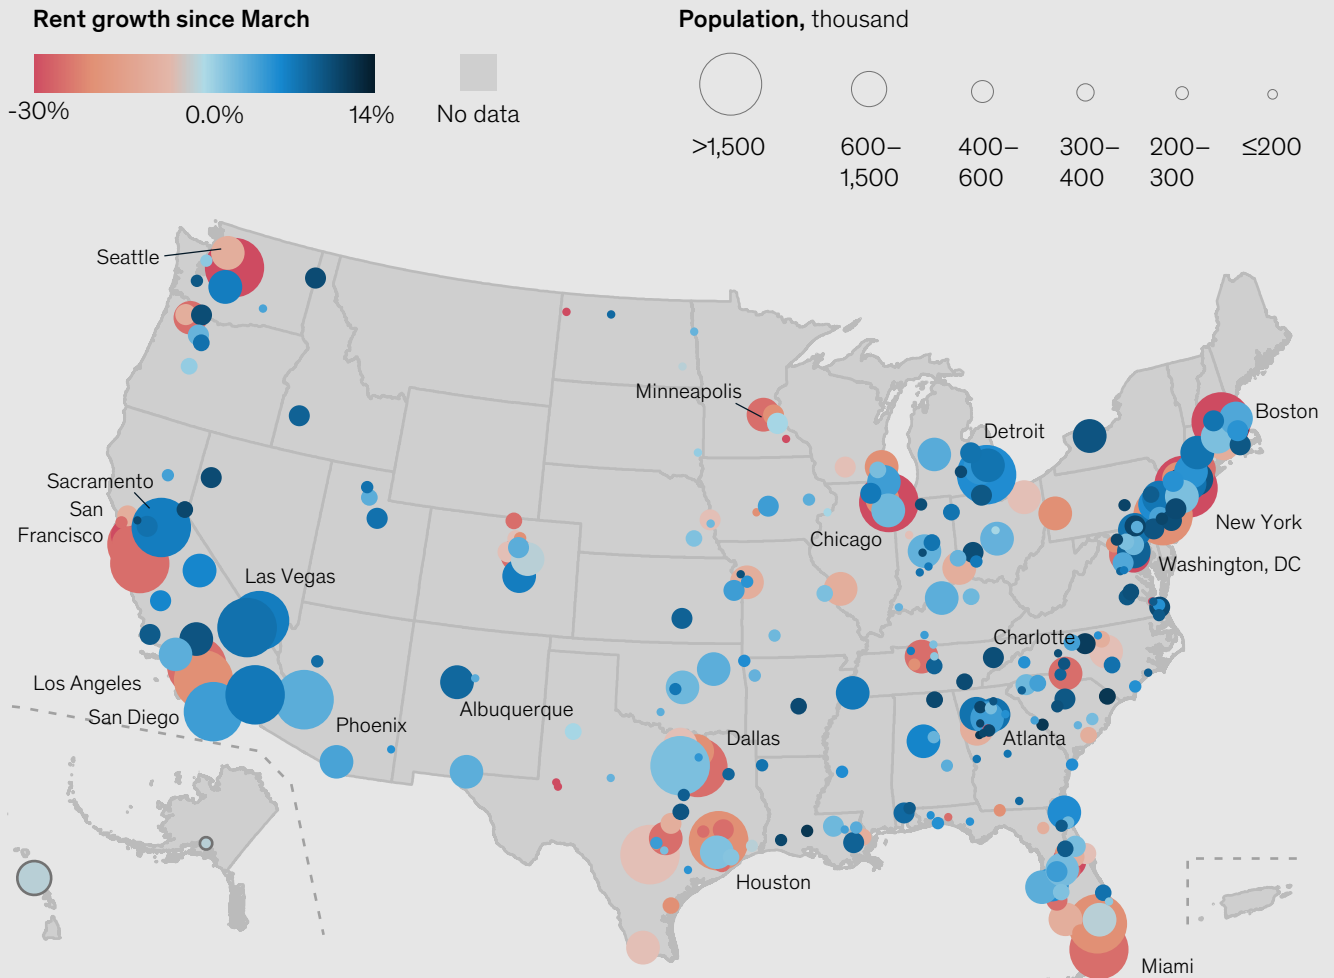 Rent growth since March
-30%
0.0%
14%
No data
Population, thousand
>1,500
600–
1,500
400–
600
300–
400
200–
300
≤200
Seattle
Minneapolis
Boston
Detroit
Sacramento
San
Francisco
New York
Chicago
Washington, DC
Las Vegas
Charlotte
Los Angeles
San Diego
Albuquerque
Phoenix
Dallas
Atlanta
Houston
Miami